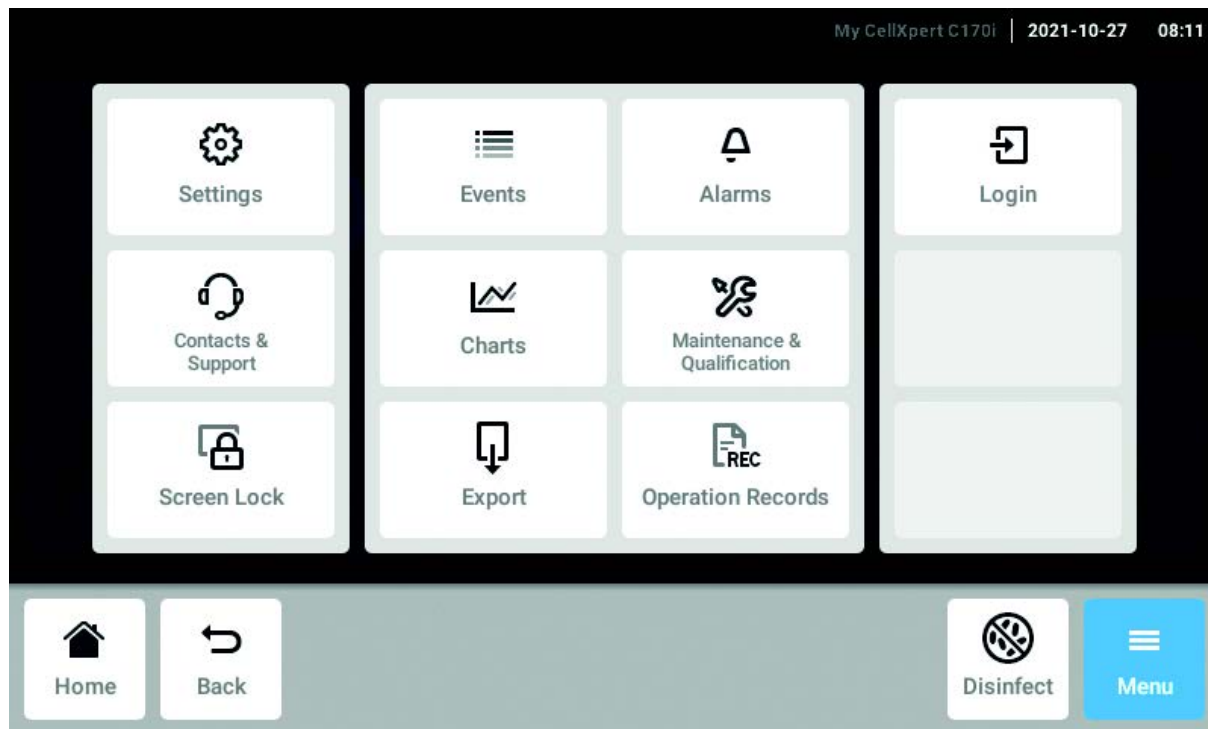 My CellXpert C170i | 2021-10-27 08:11
Settings
Events
Alarms
Login
Contacts &
Support
Charts
Maintenance &
Qualification
Screen Lock
Export
REC
Operation Records
Home
Back
Disinfect
Menu